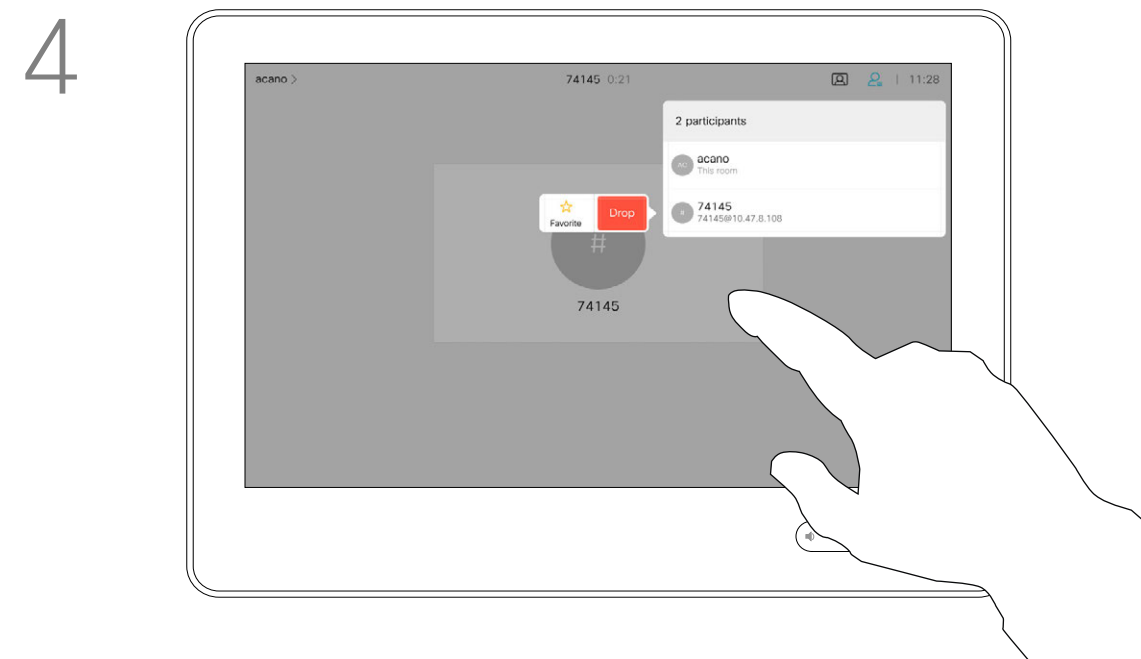 4
acano >
74145 0:21
11:28
2 participants
AC
acano
This room
Favorite
Drop
#
74145
74145@10.47.8.108
#
74145